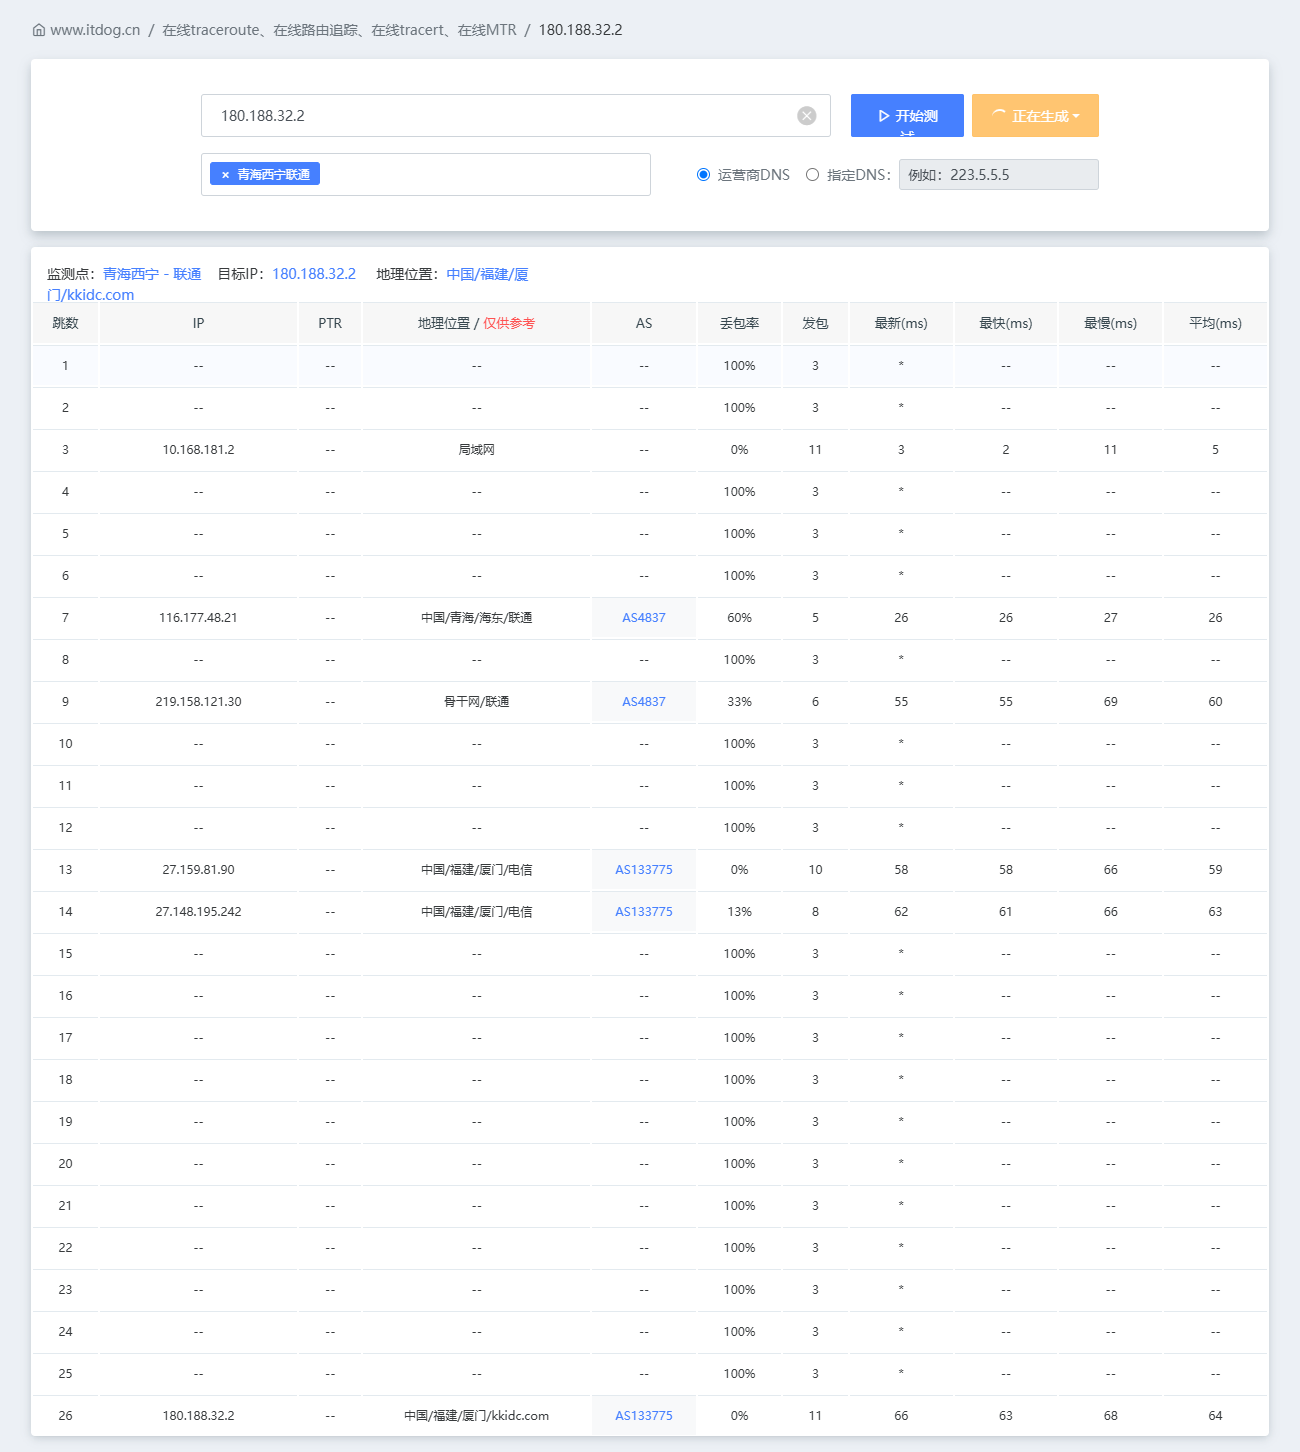 www.itdog.cn / 在线traceroute、在线路由追踪、在线tracert、在线MTR / 180.188.32.2
180.188.32.2 开始测试 正在生成
× 青海西宁联通 运营商DNS 指定DNS: 例如：223.5.5.5
监测点：青海西宁 - 联通 目标IP：180.188.32.2 地理位置：中国/福建/厦
门/kkidc.com
跳数 IP PTR 地理位置 / 仅供参考 AS 丢包率 发包 最新(ms) 最快(ms) 最慢(ms) 平均(ms)
1 -- -- -- -- 100% 3 * -- -- --
2 -- -- -- -- 100% 3 * -- -- --
3 10.168.181.2 -- 局域网 -- 0% 11 3 2 11 5
4 -- -- -- -- 100% 3 * -- -- --
5 -- -- -- -- 100% 3 * -- -- --
6 -- -- -- -- 100% 3 * -- -- --
7 116.177.48.21 -- 中国/青海/海东/联通 AS4837 60% 5 26 26 27 26
8 -- -- -- -- 100% 3 * -- -- --
9 219.158.121.30 -- 骨干网/联通 AS4837 33% 6 55 55 69 60
10 -- -- -- -- 100% 3 * -- -- --
11 -- -- -- -- 100% 3 * -- -- --
12 -- -- -- -- 100% 3 * -- -- --
13 27.159.81.90 -- 中国/福建/厦门/电信 AS133775 0% 10 58 58 66 59
14 27.148.195.242 -- 中国/福建/厦门/电信 AS133775 13% 8 62 61 66 63
15 -- -- -- -- 100% 3 * -- -- --
16 -- -- -- -- 100% 3 * -- -- --
17 -- -- -- -- 100% 3 * -- -- --
18 -- -- -- -- 100% 3 * -- -- --
19 -- -- -- -- 100% 3 * -- -- --
20 -- -- -- -- 100% 3 * -- -- --
21 -- -- -- -- 100% 3 * -- -- --
22 -- -- -- -- 100% 3 * -- -- --
23 -- -- -- -- 100% 3 * -- -- --
24 -- -- -- -- 100% 3 * -- -- --
25 -- -- -- -- 100% 3 * -- -- --
26 180.188.32.2 -- 中国/福建/厦门/kkidc.com AS133775 0% 11 66 63 68 64